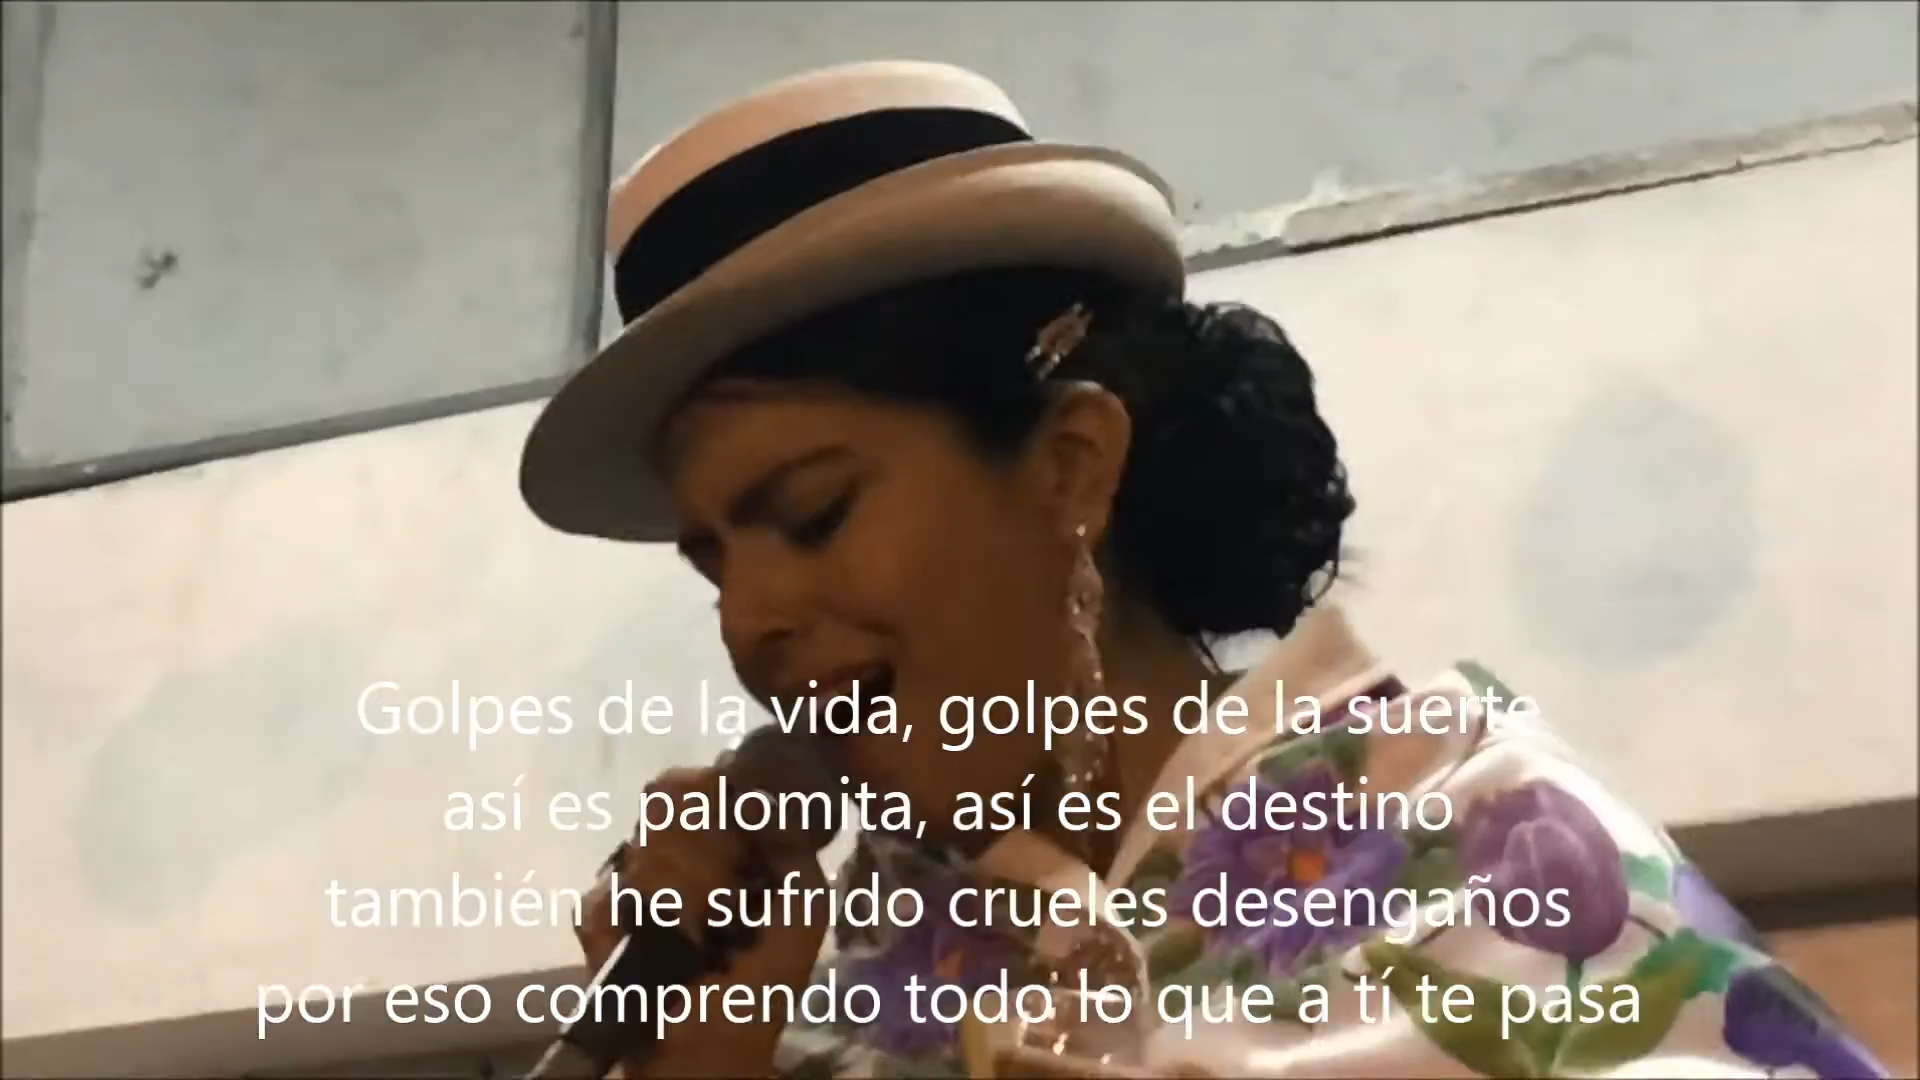 Golpes de la vida, golpes de la suerte
así es palomita, así es el destino
también he sufrido crueles desengaños
por eso comprendo todo lo que a tí te pasa